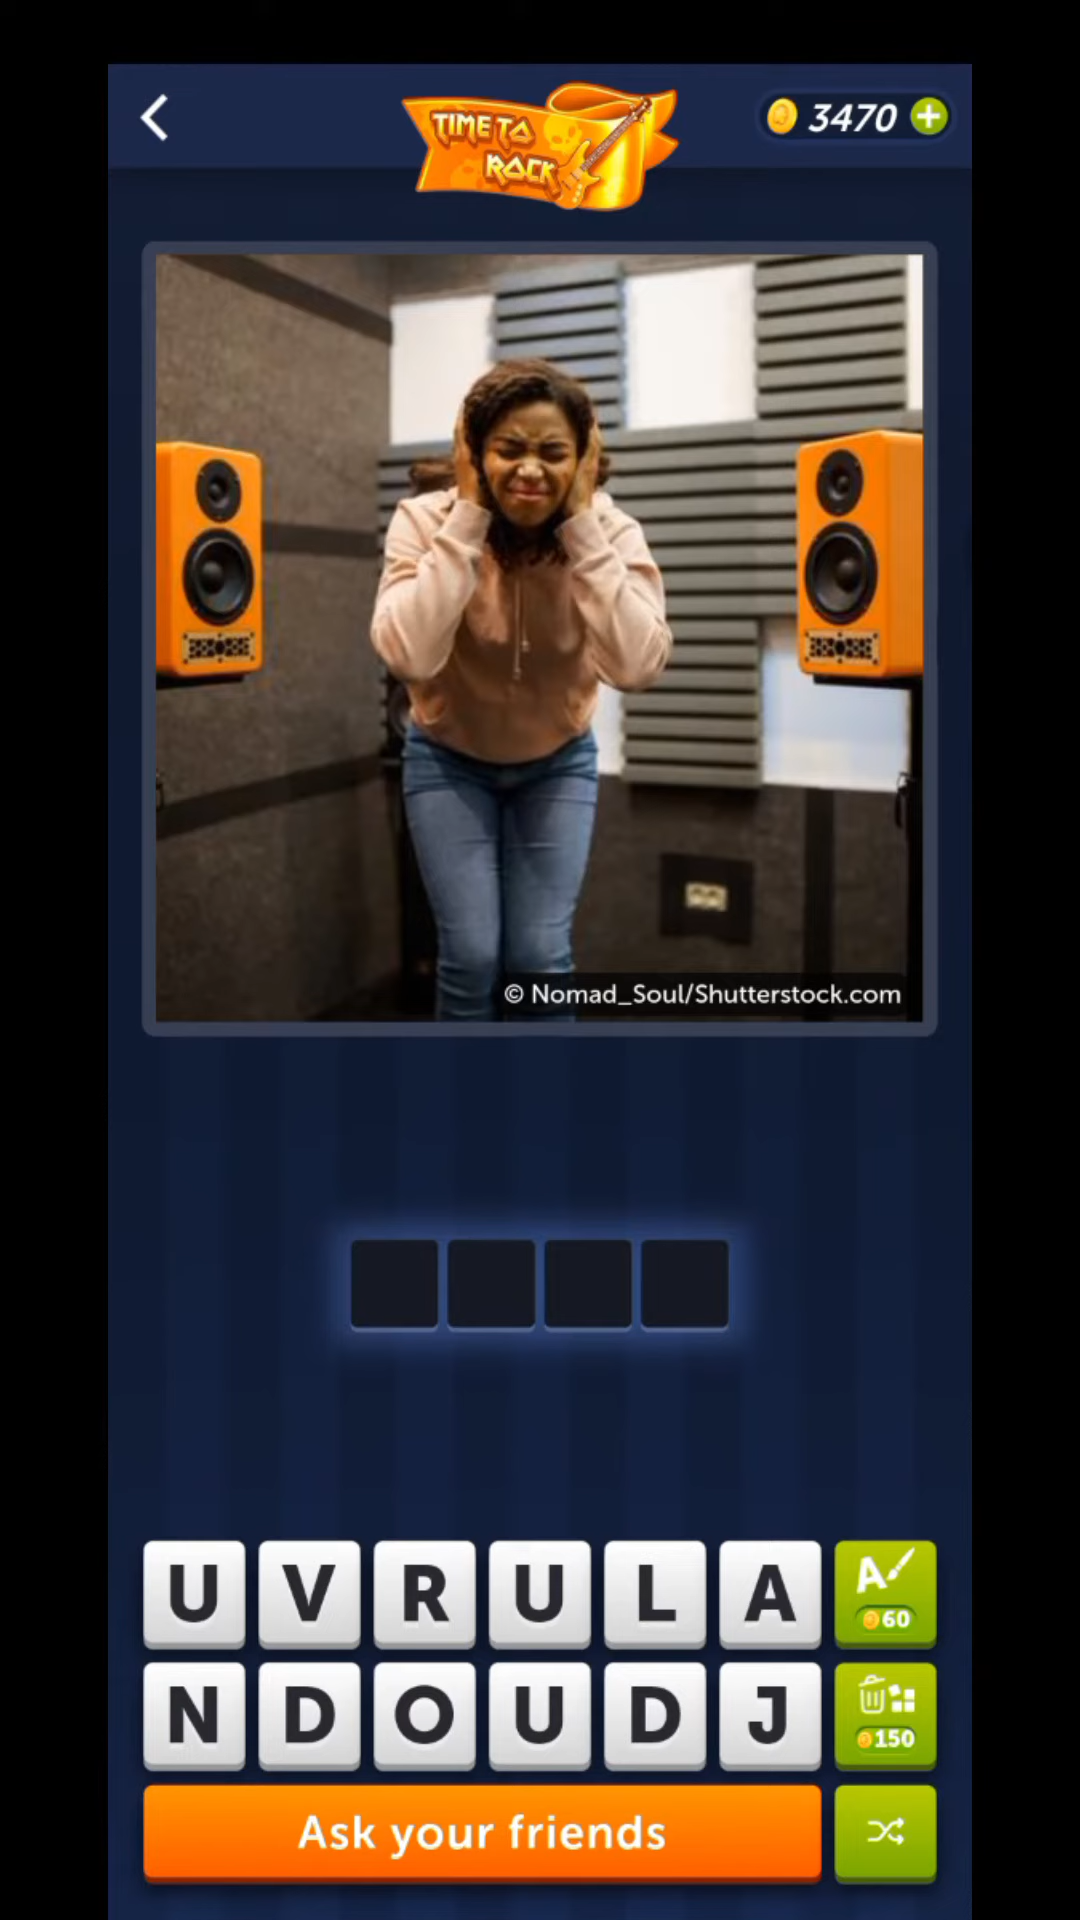 TIME TO
ROCK
3470
© Nomad_Soul/Shutterstock.com
U V R U L A
A
60
N D O U D J
150
Ask your friends